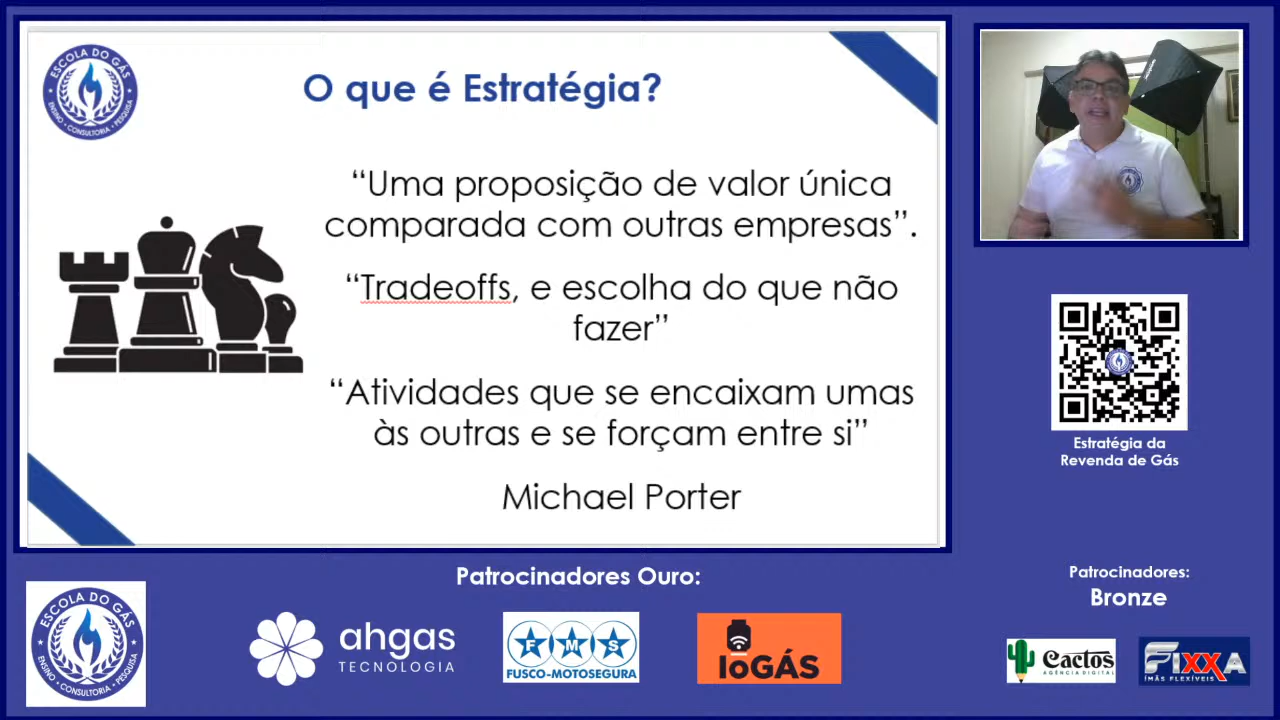 ESCOLA DO GÁS
ENSINO • CONSULTORIA • PESQUISA
O que é Estratégia?
“Uma proposição de valor única
comparada com outras empresas”.
“Tradeoffs, e escolha do que não
fazer”
“Atividades que se encaixam umas
às outras e se forçam entre si”
Michael Porter
Estratégia da
Revenda de Gás
Patrocinadores Ouro:
ESCOLA DO GÁS
ENSINO • CONSULTORIA • PESQUISA
ahgas
TECNOLOGIA
F M S
FUSCO-MOTOSEGURA
IoGÁS
Patrocinadores:
Bronze
Cactos
AGÊNCIA DIGITAL
FIXXA
ÍMÃS FLEXÍVEIS